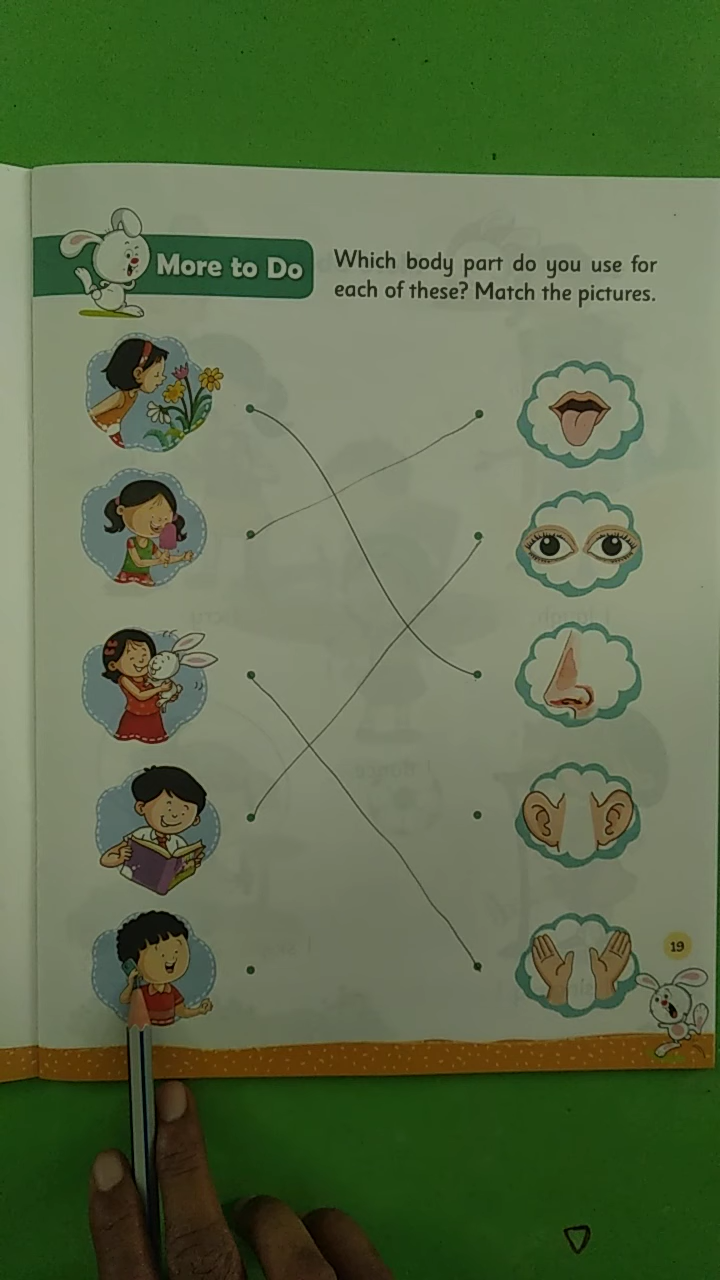 More to Do
Which body part do you use for
each of these? Match the pictures.
19